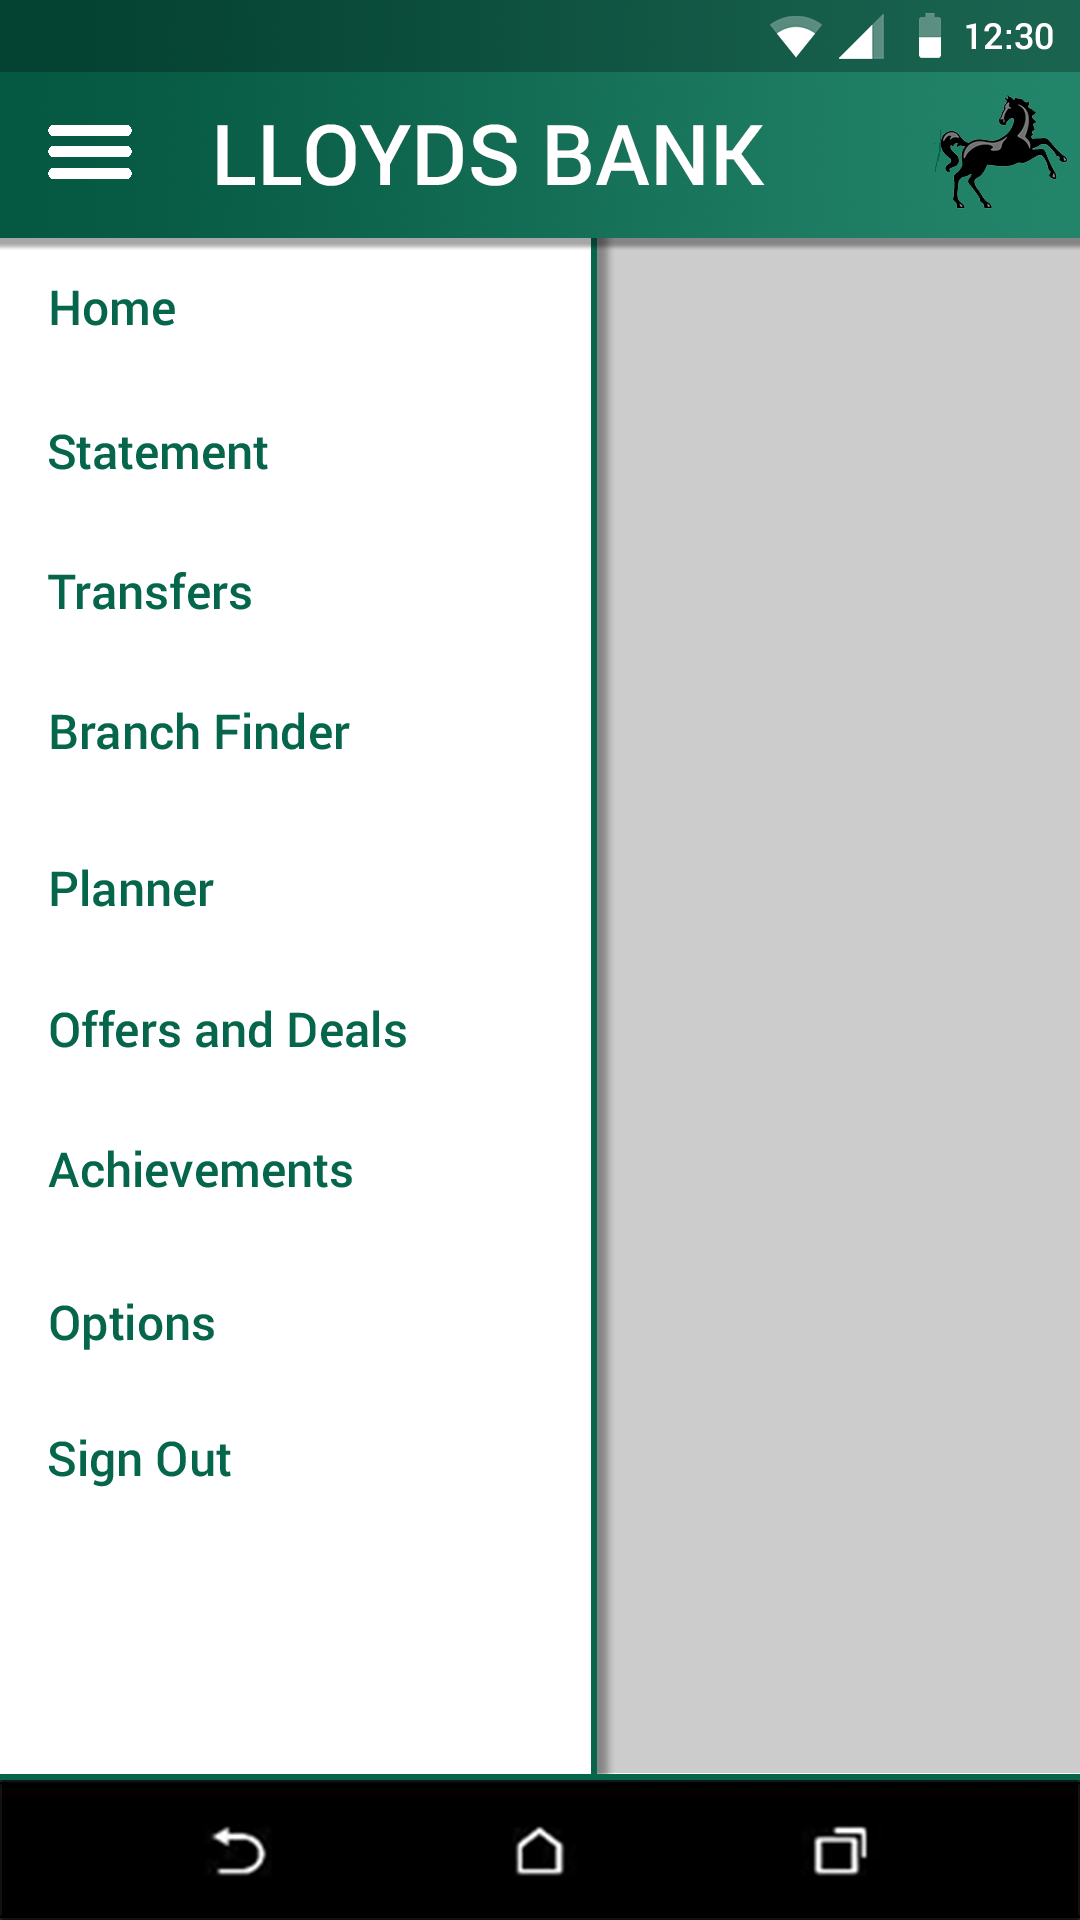 12:30
LLOYDS BANK
Home
Statement
Transfers
Branch Finder
Planner
Offers and Deals
Achievements
Options
Sign Out